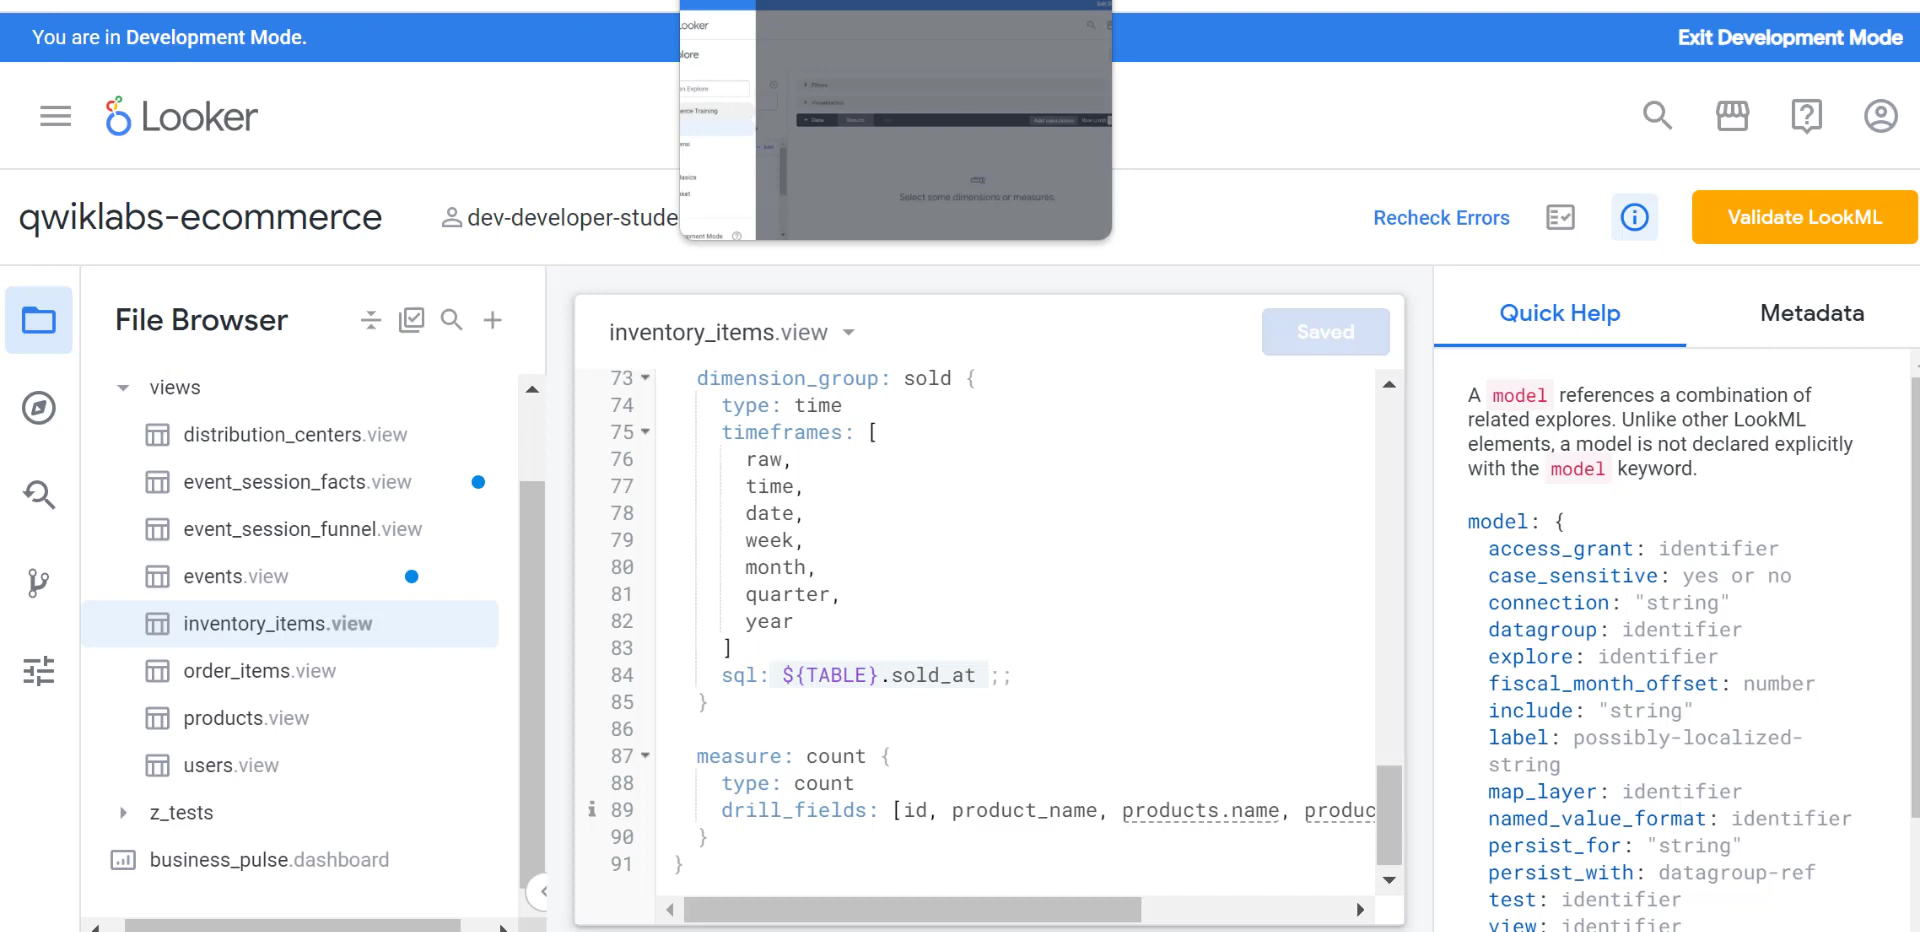 You are in Development Mode.
Exit Development Mode
Looker
qwiklabs-ecommerce
dev-developer-stude
Select some dimensions or measures.
Recheck Errors
Validate LookML
File Browser
views
distribution_centers.view
event_session_facts.view
event_session_funnel.view
events.view
inventory_items.view
order_items.view
products.view
users.view
z_tests
business_pulse.dashboard
inventory_items.view
Saved
73 dimension_group: sold {
74 type: time
75 timeframes: [
76 raw,
77 time,
78 date,
79 week,
80 month,
81 quarter,
82 year
83 ]
84 sql: ${TABLE}.sold_at ;;
85 }
86
87 measure: count {
88 type: count
89 drill_fields: [id, product_name, products.name, produc
90 }
91 }
Quick Help
Metadata
A model references a combination of
related explores. Unlike other LookML
elements, a model is not declared explicitly
with the model keyword.
model: {
access_grant: identifier
case_sensitive: yes or no
connection: "string"
datagroup: identifier
explore: identifier
fiscal_month_offset: number
include: "string"
label: possibly-localized-
string
map_layer: identifier
named_value_format: identifier
persist_for: "string"
persist_with: datagroup-ref
test: identifier
view: identifier